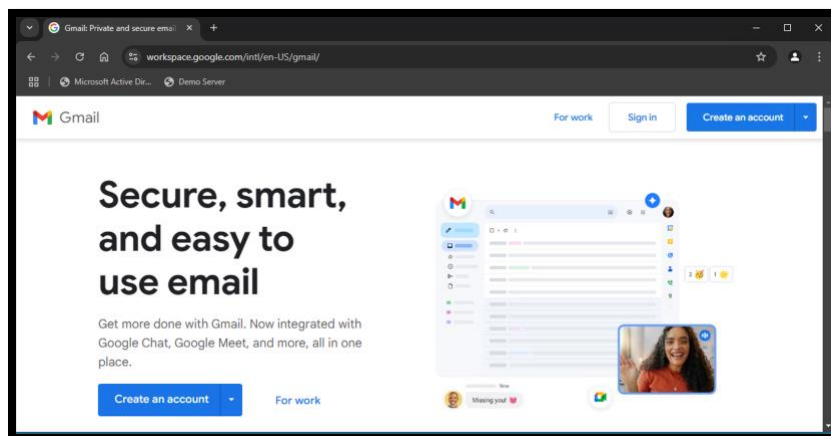 Gmail: Private and secure emai
workspace.google.com/intl/en-US/gmail/
Microsoft Active Dir... Demo Server
Gmail For work Sign in Create an account
Secure, smart,
and easy to
use email
Get more done with Gmail. Now integrated with
Google Chat, Google Meet, and more, all in one
place.
Create an account For work
2 1
Now
Missing you!